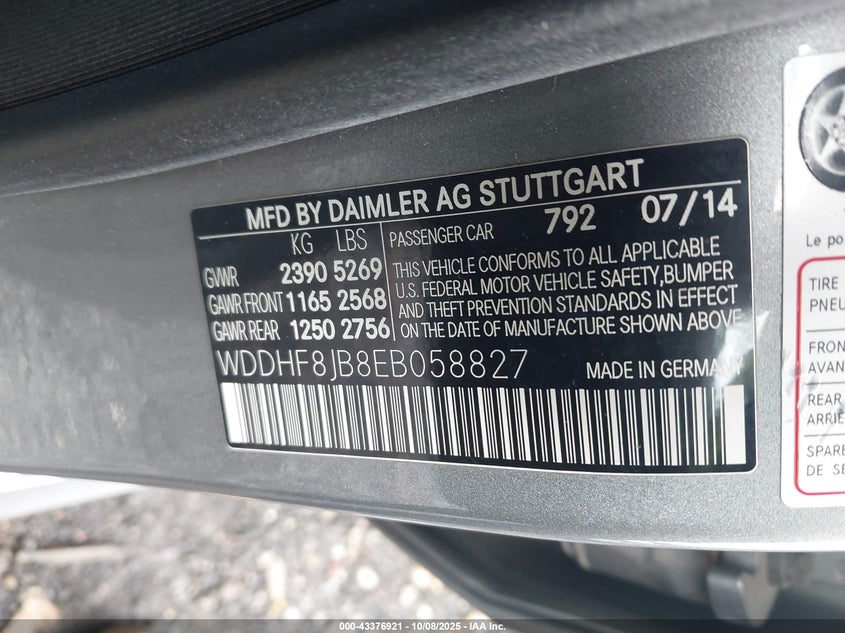 MFD BY DAIMLER AG STUTTGART
KG LBS
PASSENGER CAR 792 07/14
GVWR 2390 5269
GAWR FRONT 1165 2568
GAWR REAR 1250 2756
THIS VEHICLE CONFORMS TO ALL APPLICABLE
U.S. FEDERAL MOTOR VEHICLE SAFETY,BUMPER
AND THEFT PREVENTION STANDARDS IN EFFECT
ON THE DATE OF MANUFACTURE SHOWN ABOVE
WDDHF8JB8EB058827 MADE IN GERMANY
Le po
TIRE
PNEU
FRON
AVAN
REAR
ARRIÈ
SPARE
DE SE
000-43376921 | 10/08/2025 - IAA Inc.